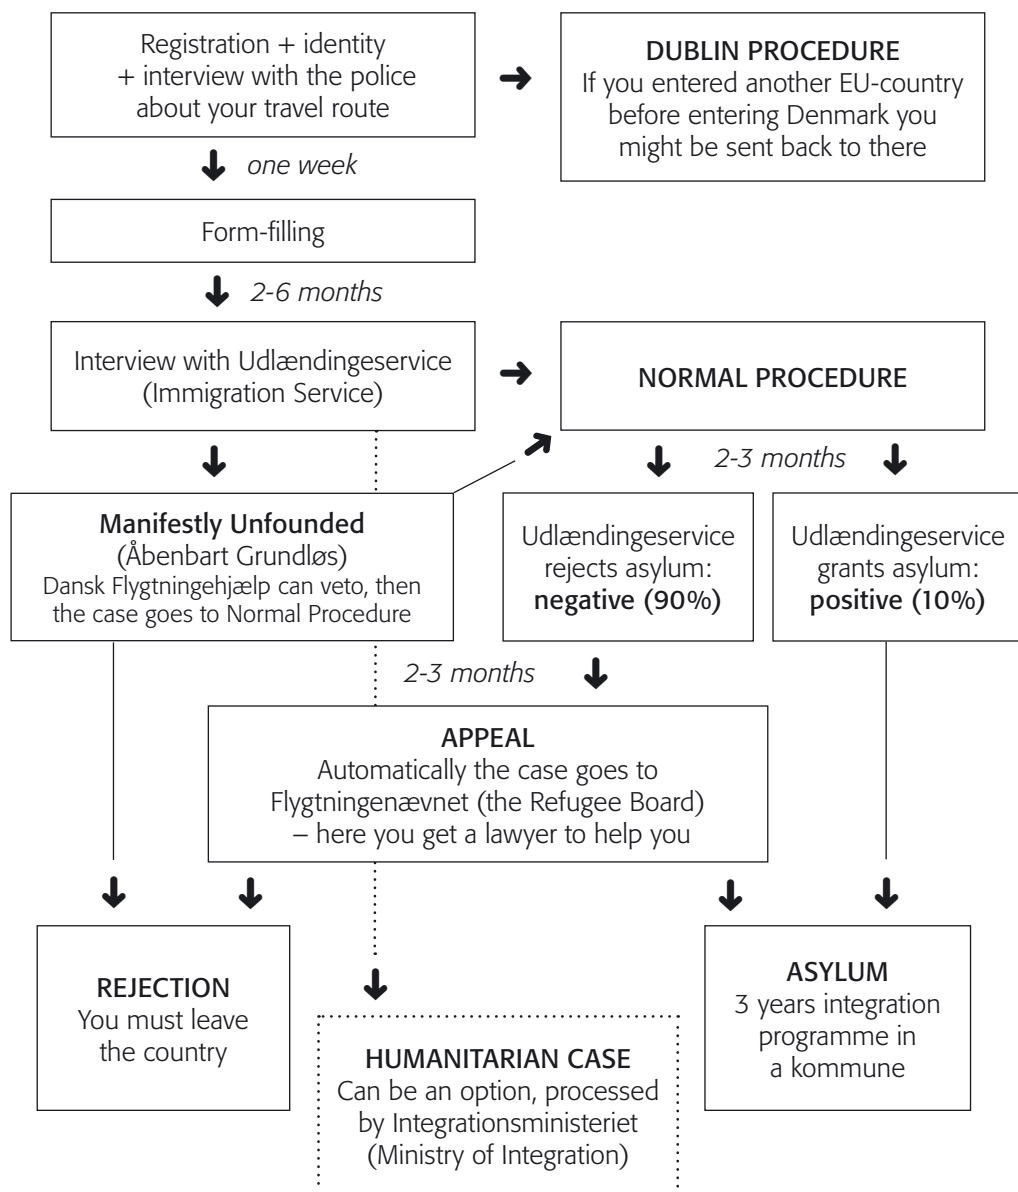 Registration + identity
+ interview with the police
about your travel route
DUBLIN PROCEDURE
If you entered another EU-country
before entering Denmark you
might be sent back to there
one week
Form-filling
2-6 months
Interview with Udlændingeservice
(Immigration Service)
NORMAL PROCEDURE
2-3 months
Manifestly Unfounded
(Åbenbart Grundløs)
Dansk Flygtningehjælp can veto, then
the case goes to Normal Procedure
Udlændingeservice
rejects asylum:
negative (90%)
Udlændingeservice
grants asylum:
positive (10%)
2-3 months
APPEAL
Automatically the case goes to
Flygtningenævnet (the Refugee Board)
– here you get a lawyer to help you
REJECTION
You must leave
the country
HUMANITARIAN CASE
Can be an option, processed
by Integrationsministeriet
(Ministry of Integration)
ASYLUM
3 years integration
programme in
a kommune